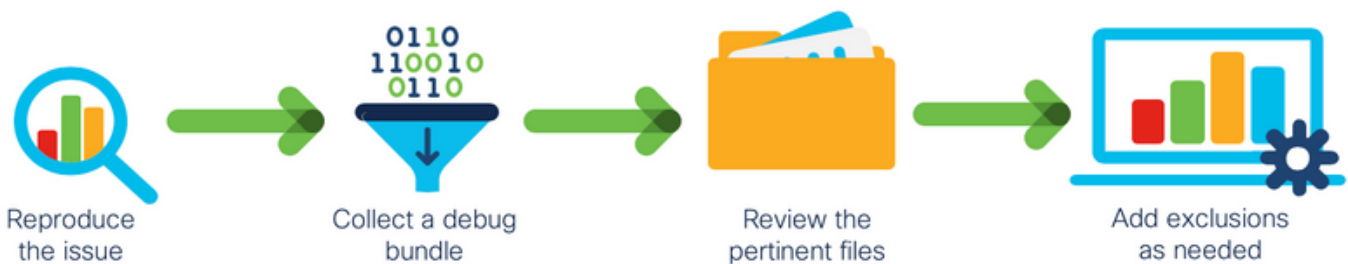 0110
110010
0110
Reproduce
the issue
Collect a debug
bundle
Review the
pertinent files
Add exclusions
as needed